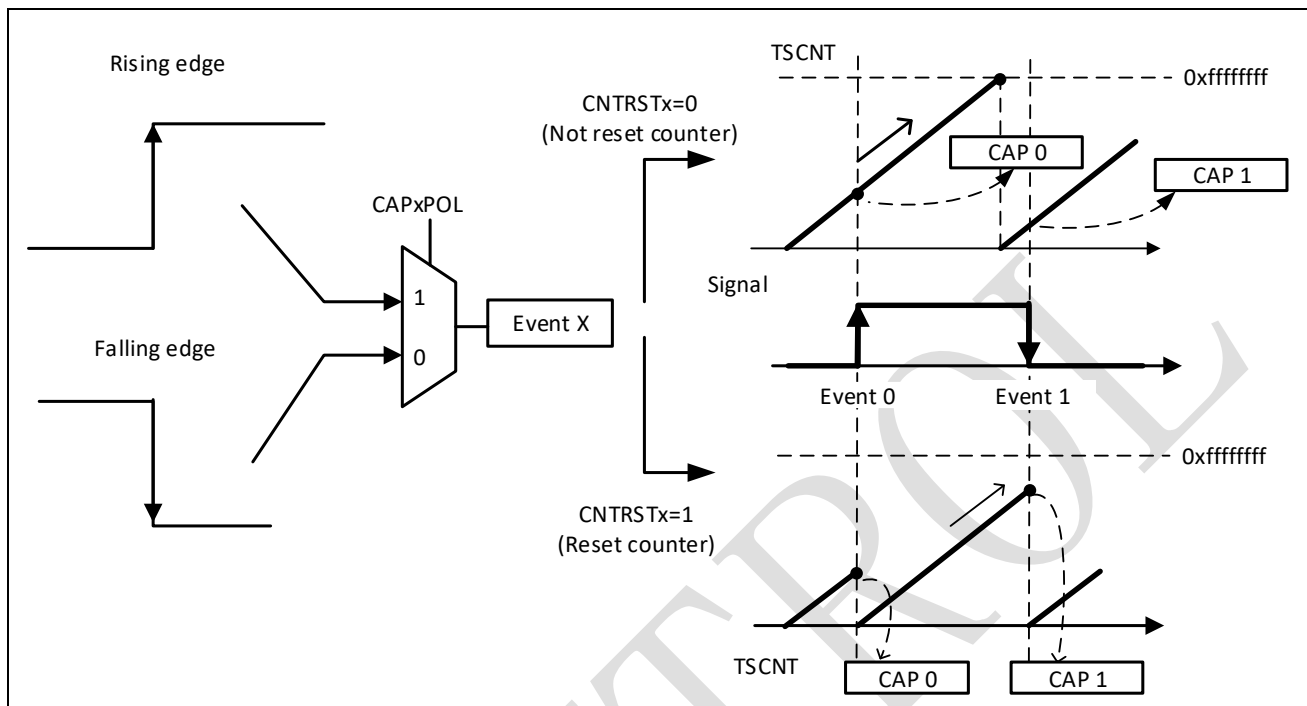 Rising edge
Falling edge
CAPxPOL
1
0
Event X
CNTRSTx=0
(Not reset counter)
CNTRSTx=1
(Reset counter)
TSCNT
0xffffffff
CAP 0
CAP 1
Signal
Event 0
Event 1
0xffffffff
TSCNT
CAP 0
CAP 1
TROL